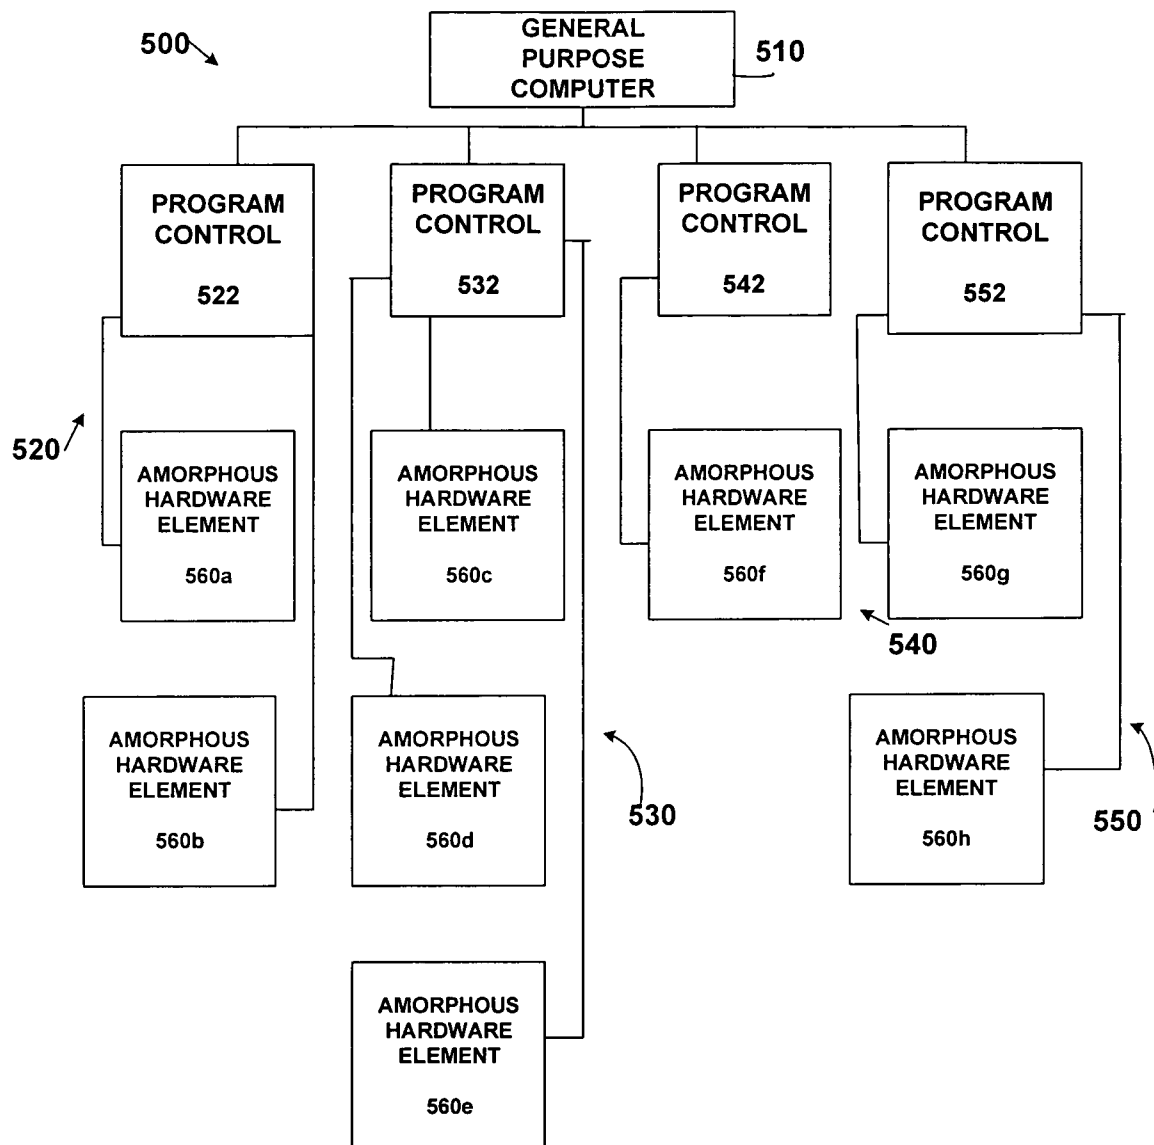 500
GENERAL
PURPOSE
COMPUTER
510
PROGRAM
CONTROL
522
PROGRAM
CONTROL
532
PROGRAM
CONTROL
542
PROGRAM
CONTROL
552
520
AMORPHOUS
HARDWARE
ELEMENT
560a
AMORPHOUS
HARDWARE
ELEMENT
560c
AMORPHOUS
HARDWARE
ELEMENT
560f
AMORPHOUS
HARDWARE
ELEMENT
560g
540
AMORPHOUS
HARDWARE
ELEMENT
560b
AMORPHOUS
HARDWARE
ELEMENT
560d
530
AMORPHOUS
HARDWARE
ELEMENT
560h
550
AMORPHOUS
HARDWARE
ELEMENT
560e